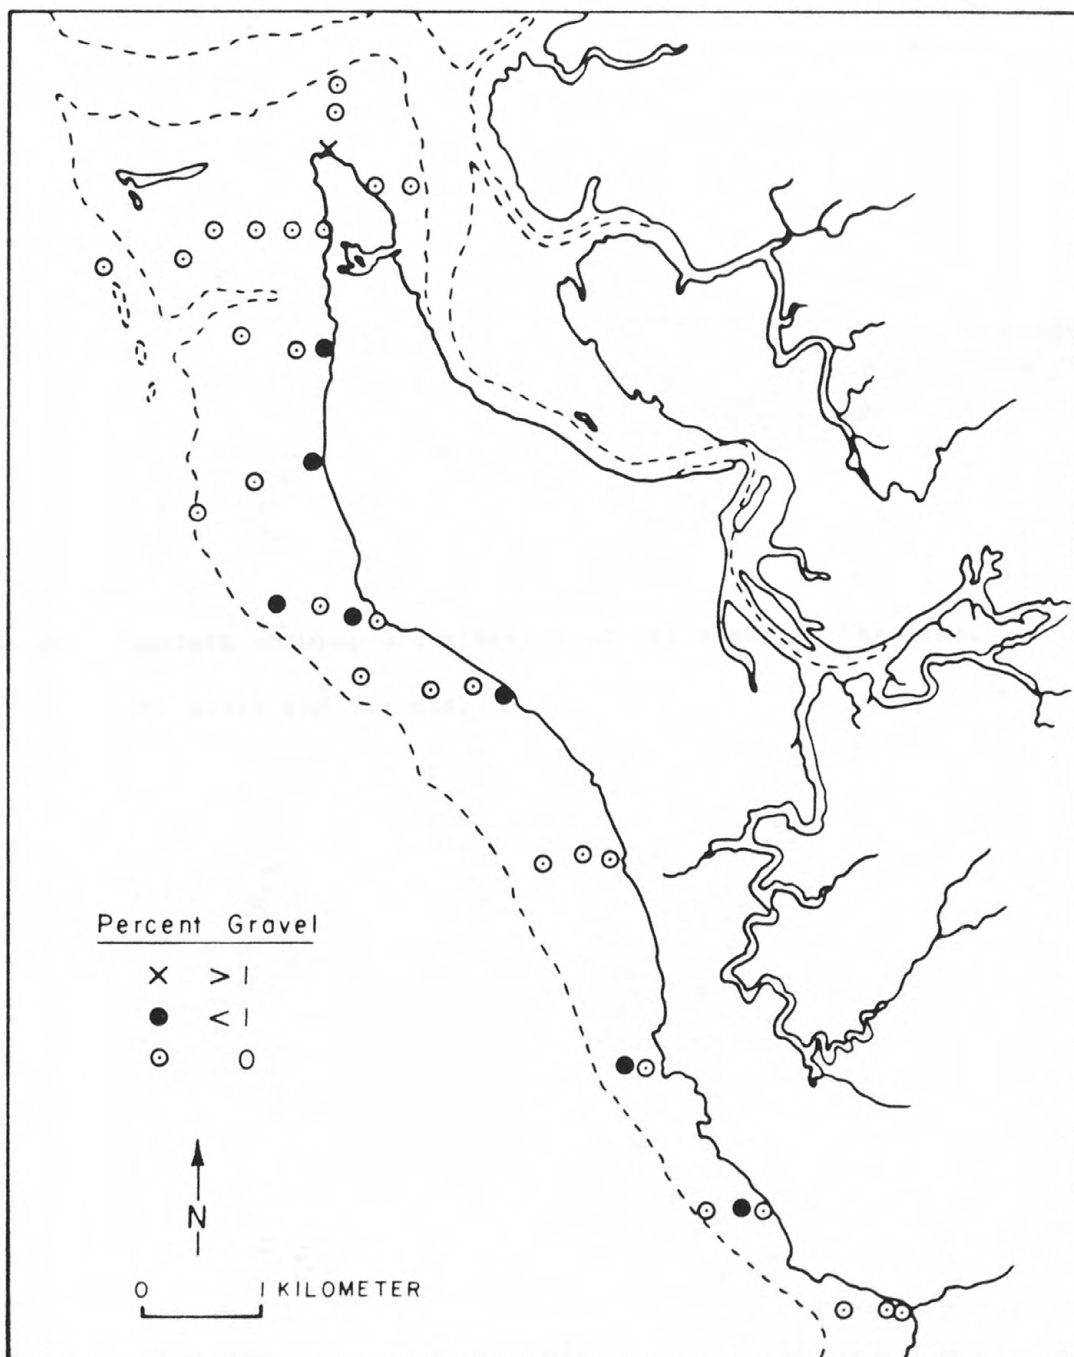 Percent Gravel
× > 1
● < 1
⊙ 0
N
0 1 KILOMETER